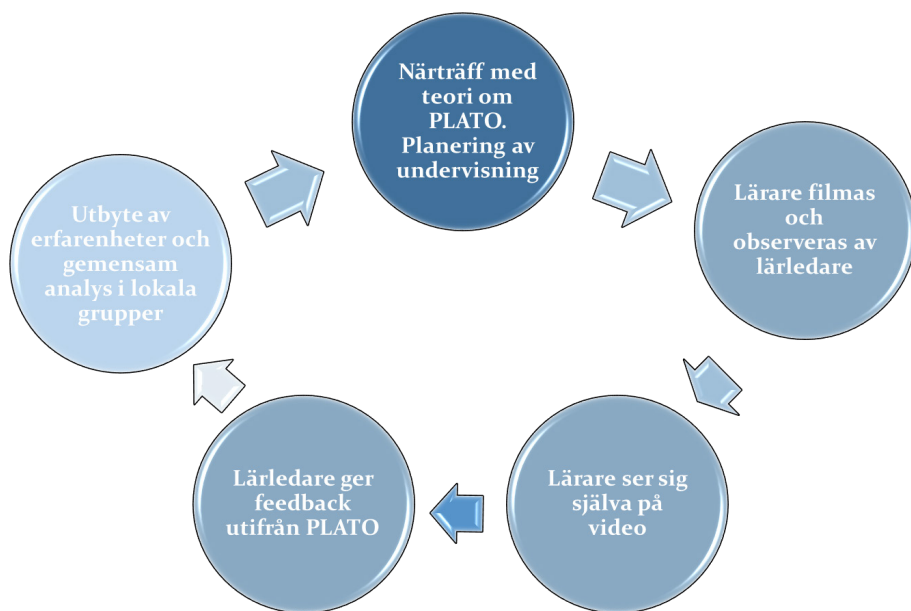 Närträff med
teori om
PLATO.
Planering av
undervisning
Lärare filmas
och
observeras av
lärledare
Lärare ser sig
själva på
video
Lärledare ger
feedback
utifrån PLATO
Utbyte av
erfarenheter och
gemensam
analys i lokala
grupper